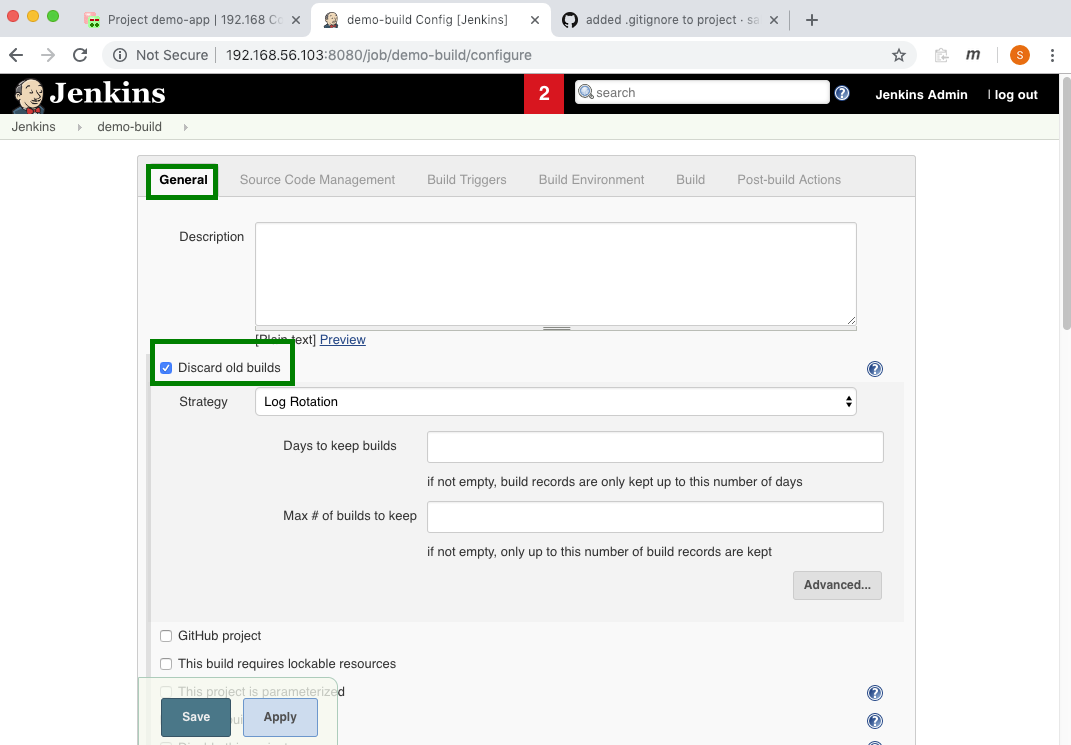 Project demo-app | 192.168 Co
demo-build Config [Jenkins]
added .gitignore to project · sa
Not Secure
192.168.56.103:8080/job/demo-build/configure
m
S
Jenkins
2
search
Jenkins Admin
| log out
Jenkins
demo-build
General
Source Code Management
Build Triggers
Build Environment
Build
Post-build Actions
Description
[Plain text] Preview
Discard old builds
Strategy
Log Rotation
Days to keep builds
if not empty, build records are only kept up to this number of days
Max # of builds to keep
if not empty, only up to this number of build records are kept
Advanced...
GitHub project
This build requires lockable resources
This project is parameterized
Save
Apply